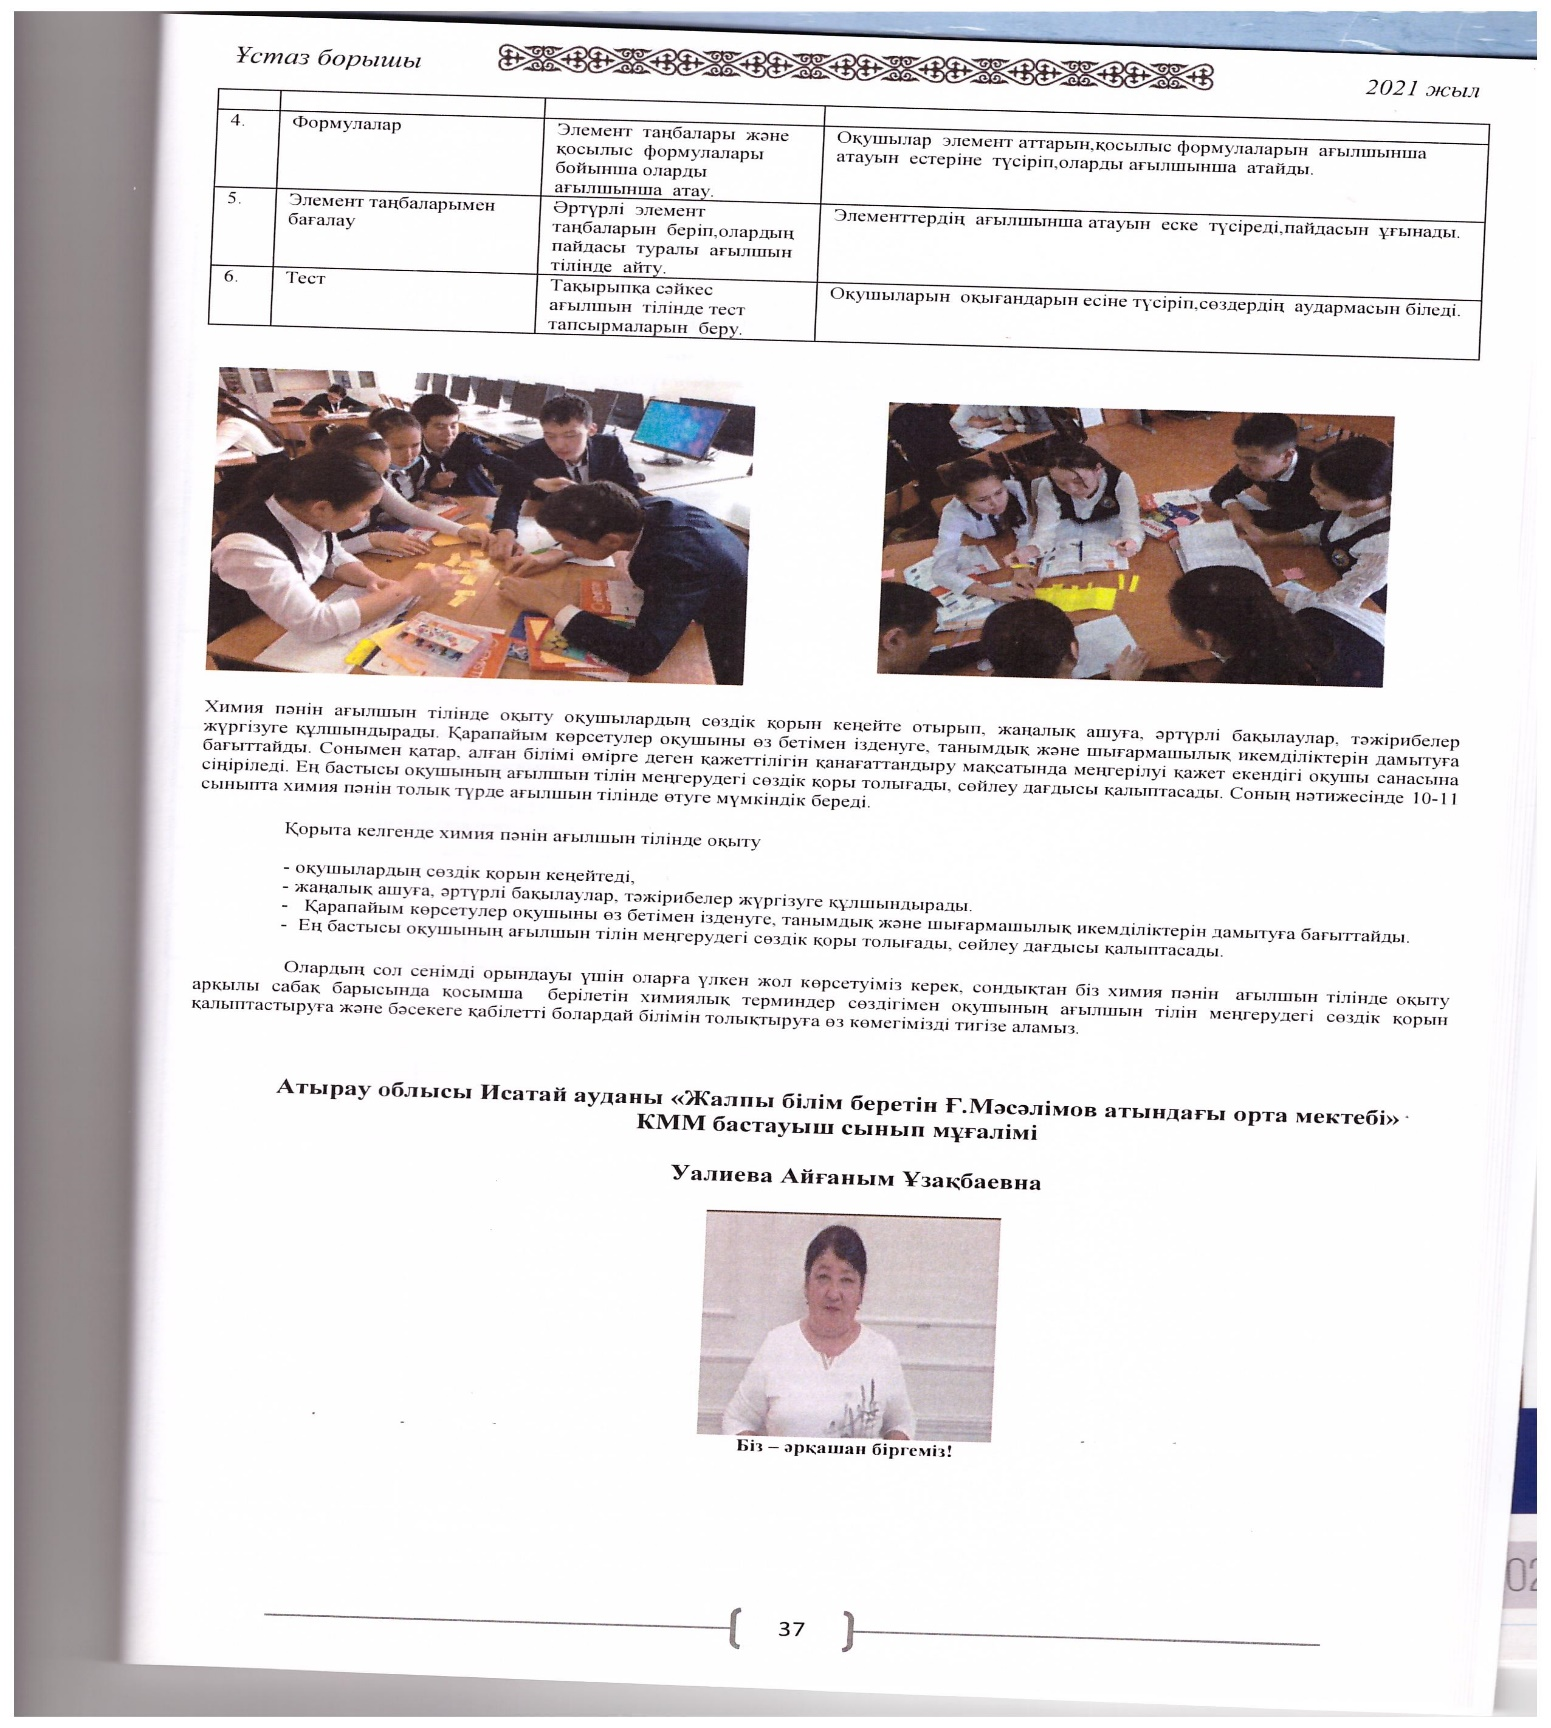 Ұстаз борышы
2021 жыл
4.
Формулалар
Элемент таңбалары және
қосылыс формулалары
бойынша оларды
ағылшынша атау.
Оқушылар элемент аттарын,қосылыс формулаларын ағылшынша
атауын естеріне түсіріп,оларды ағылшынша атайды.
5.
Элемент таңбаларымен
бағалау
Әртүрлі элемент
таңбаларын беріп,олардың
пайдасы туралы ағылшын
тілінде айту.
Элементтердің ағылшынша атауын еске түсіреді,пайдасын ұғынады.
6.
Тест
Тақырыпқа сәйкес
ағылшын тілінде тест
тапсырмаларын беру.
Оқушыларын оқығандарын есіне түсіріп,сөздердің аудармасын біледі.
Химия пәнін ағылшын тілінде оқыту оқушылардың сөздік қорын кеңейте отырып, жаңалық ашуға, әртүрлі бақылаулар, тәжірибелер
жүргізуге құлшындырады. Қарапайым көрсетулер оқушыны өз бетімен ізденуге, танымдық және шығармашылық икемділіктерін дамытуға
бағыттайды. Сонымен қатар, алған білімі өмірге деген қажеттілігін қанағаттандыру мақсатында меңгерілуі қажет екендігі оқушы санасына
сіңіріледі. Ең бастысы оқушының ағылшын тілін меңгерудегі сөздік қоры толығады, сөйлеу дағдысы қалыптасады. Соның нәтижесінде 10-11
сыныпта химия пәнін толық түрде ағылшын тілінде өтуге мүмкіндік береді.
Қорыта келгенде химия пәнін ағылшын тілінде оқыту
- оқушылардың сөздік қорын кеңейтеді,
- жаңалық ашуға, әртүрлі бақылаулар, тәжірибелер жүргізуге құлшындырады.
- Қарапайым көрсетулер оқушыны өз бетімен ізденуге, танымдық және шығармашылық икемділіктерін дамытуға бағыттайды.
- Ең бастысы оқушының ағылшын тілін меңгерудегі сөздік қоры толығады, сөйлеу дағдысы қалыптасады.
Олардың сол сенімді орындауы үшін оларға үлкен жол көрсетуіміз керек, сондықтан біз химия пәнін ағылшын тілінде оқыту
арқылы сабақ барысында қосымша берілетін химиялық терминдер сөздігімен оқушының ағылшын тілін меңгерудегі сөздік қорын
қалыптастыруға және бәсекеге қабілетті болардай білімін толықтыруға өз көмегімізді тигізе аламыз.
Атырау облысы Исатай ауданы «Жалпы білім беретін Ғ.Мәсәлімов атындағы орта мектебі»
КММ бастауыш сынып мұғалімі
Уалиева Айғаным Ұзақбаевна
Біз – әрқашан біргеміз!
37